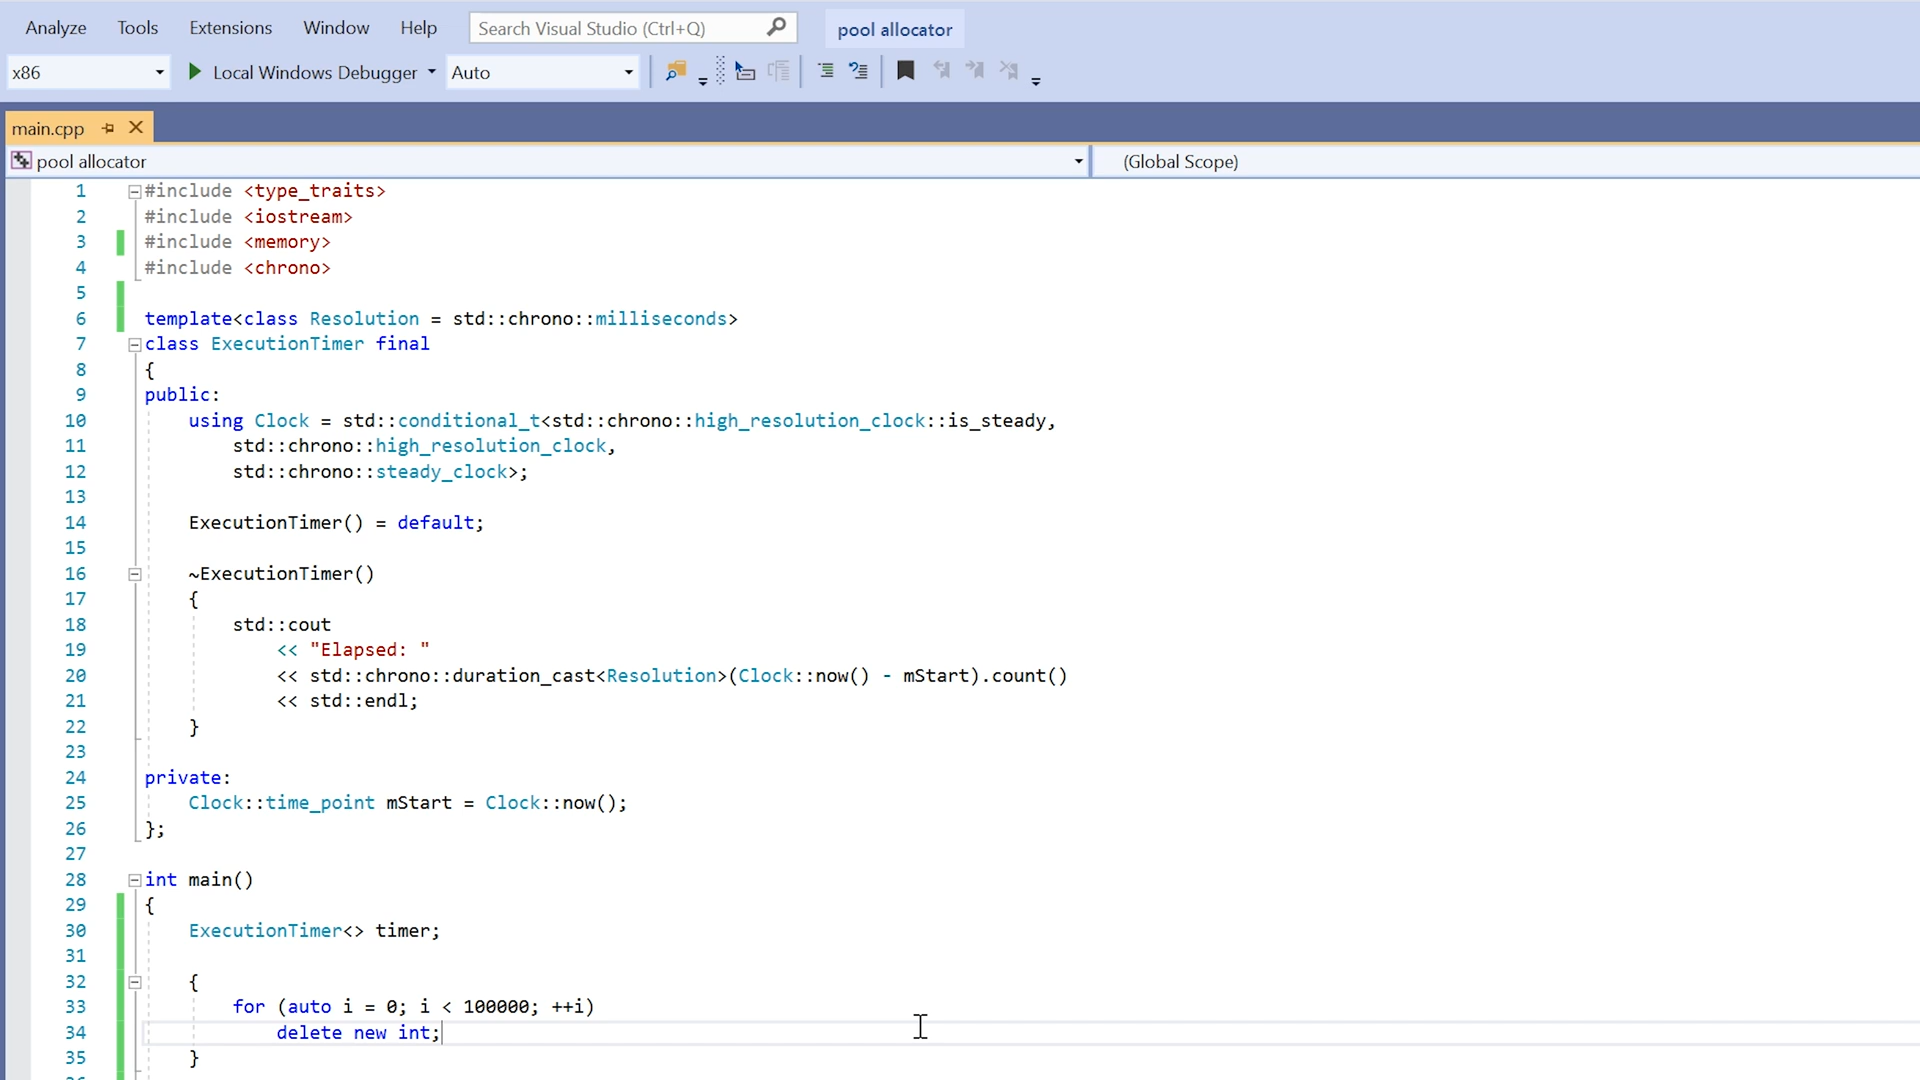 Analyze Tools Extensions Window Help Search Visual Studio (Ctrl+Q) pool allocator
x86 Local Windows Debugger Auto
main.cpp
pool allocator (Global Scope)
1 #include <type_traits>
2 #include <iostream>
3 #include <memory>
4 #include <chrono>
5
6 template<class Resolution = std::chrono::milliseconds>
7 class ExecutionTimer final
8 {
9 public:
10 using Clock = std::conditional_t<std::chrono::high_resolution_clock::is_steady,
11 std::chrono::high_resolution_clock,
12 std::chrono::steady_clock>;
13
14 ExecutionTimer() = default;
15
16 ~ExecutionTimer()
17 {
18 std::cout
19 << "Elapsed: "
20 << std::chrono::duration_cast<Resolution>(Clock::now() - mStart).count()
21 << std::endl;
22 }
23
24 private:
25 Clock::time_point mStart = Clock::now();
26 };
27
28 int main()
29 {
30 ExecutionTimer<> timer;
31
32 {
33 for (auto i = 0; i < 100000; ++i)
34 delete new int;
35 }